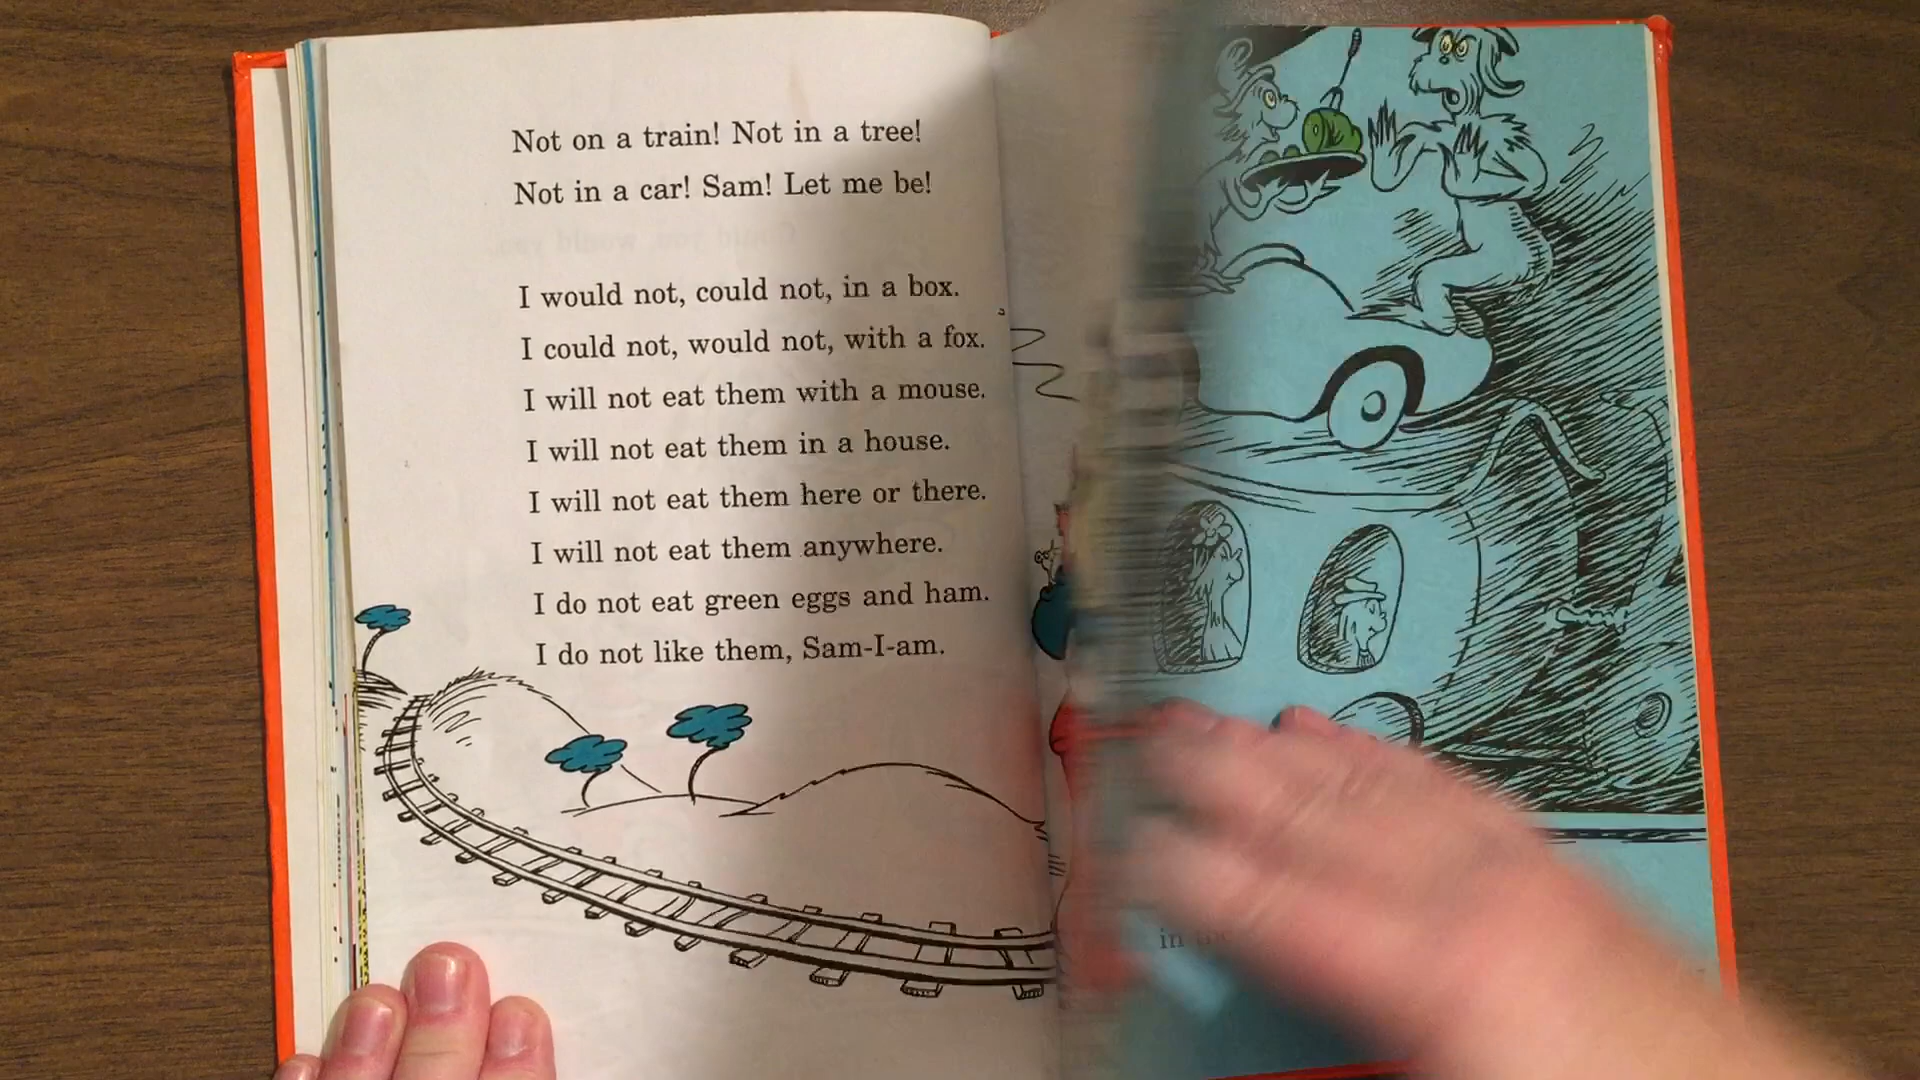 Not on a train! Not in a tree!
Not in a car! Sam! Let me be!
I would not, could not, in a box.
I could not, would not, with a fox.
I will not eat them with a mouse.
I will not eat them in a house.
I will not eat them here or there.
I will not eat them anywhere.
I do not eat green eggs and ham.
I do not like them, Sam-I-am.
in the